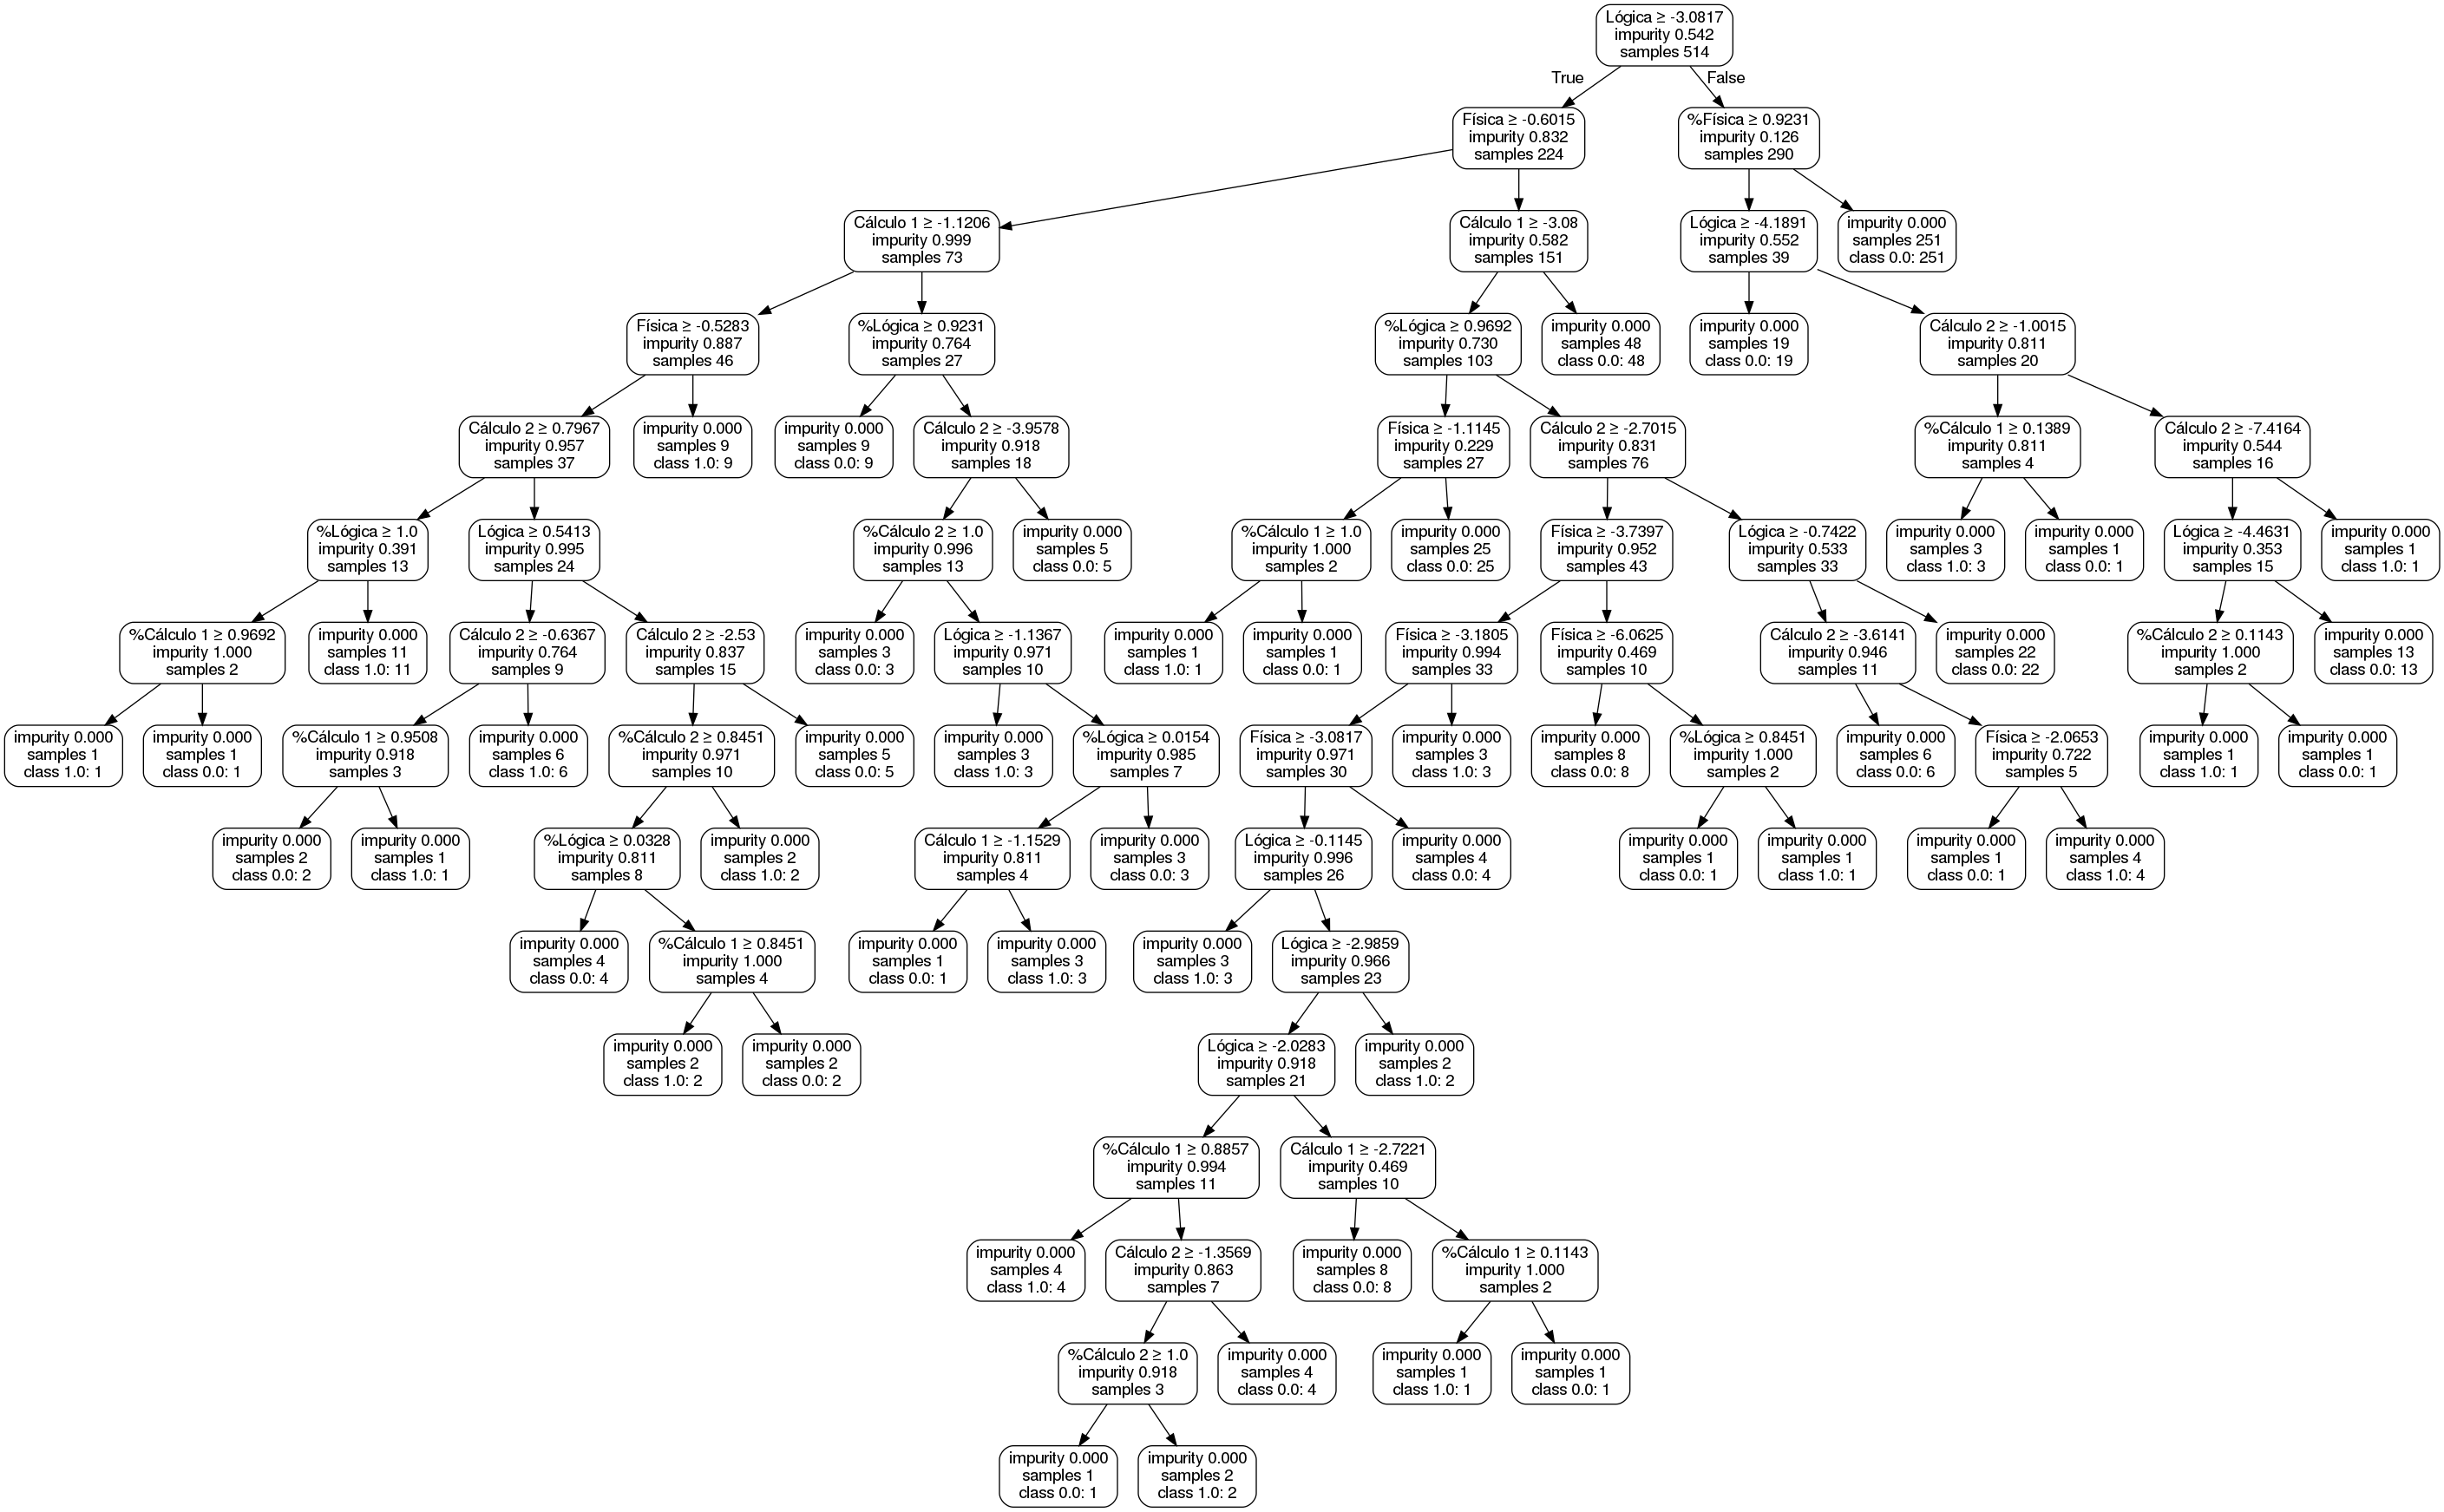 Lógica ≥ -3.0817
impurity 0.542
samples 514
True
False
Física ≥ -0.6015
impurity 0.832
samples 224
%Física ≥ 0.9231
impurity 0.126
samples 290
Cálculo 1 ≥ -1.1206
impurity 0.999
samples 73
Cálculo 1 ≥ -3.08
impurity 0.582
samples 151
Lógica ≥ -4.1891
impurity 0.552
samples 39
impurity 0.000
samples 251
class 0.0: 251
Física ≥ -0.5283
impurity 0.887
samples 46
%Lógica ≥ 0.9231
impurity 0.764
samples 27
%Lógica ≥ 0.9692
impurity 0.730
samples 103
impurity 0.000
samples 48
class 0.0: 48
impurity 0.000
samples 19
class 0.0: 19
Cálculo 2 ≥ -1.0015
impurity 0.811
samples 20
Cálculo 2 ≥ 0.7967
impurity 0.957
samples 37
impurity 0.000
samples 9
class 1.0: 9
impurity 0.000
samples 9
class 0.0: 9
Cálculo 2 ≥ -3.9578
impurity 0.918
samples 18
Física ≥ -1.1145
impurity 0.229
samples 27
Cálculo 2 ≥ -2.7015
impurity 0.831
samples 76
%Cálculo 1 ≥ 0.1389
impurity 0.811
samples 4
Cálculo 2 ≥ -7.4164
impurity 0.544
samples 16
%Lógica ≥ 1.0
impurity 0.391
samples 13
Lógica ≥ 0.5413
impurity 0.995
samples 24
%Cálculo 2 ≥ 1.0
impurity 0.996
samples 13
impurity 0.000
samples 5
class 0.0: 5
%Cálculo 1 ≥ 1.0
impurity 1.000
samples 2
impurity 0.000
samples 25
class 0.0: 25
Física ≥ -3.7397
impurity 0.952
samples 43
Lógica ≥ -0.7422
impurity 0.533
samples 33
impurity 0.000
samples 3
class 1.0: 3
impurity 0.000
samples 1
class 0.0: 1
Lógica ≥ -4.4631
impurity 0.353
samples 15
impurity 0.000
samples 1
class 1.0: 1
%Cálculo 1 ≥ 0.9692
impurity 1.000
samples 2
impurity 0.000
samples 11
class 1.0: 11
Cálculo 2 ≥ -0.6367
impurity 0.764
samples 9
Cálculo 2 ≥ -2.53
impurity 0.837
samples 15
impurity 0.000
samples 3
class 0.0: 3
Lógica ≥ -1.1367
impurity 0.971
samples 10
impurity 0.000
samples 1
class 1.0: 1
impurity 0.000
samples 1
class 0.0: 1
Física ≥ -3.1805
impurity 0.994
samples 33
Física ≥ -6.0625
impurity 0.469
samples 10
Cálculo 2 ≥ -3.6141
impurity 0.946
samples 11
impurity 0.000
samples 22
class 0.0: 22
%Cálculo 2 ≥ 0.1143
impurity 1.000
samples 2
impurity 0.000
samples 13
class 0.0: 13
impurity 0.000
samples 1
class 1.0: 1
impurity 0.000
samples 1
class 0.0: 1
%Cálculo 1 ≥ 0.9508
impurity 0.918
samples 3
impurity 0.000
samples 6
class 1.0: 6
%Cálculo 2 ≥ 0.8451
impurity 0.971
samples 10
impurity 0.000
samples 5
class 0.0: 5
impurity 0.000
samples 3
class 1.0: 3
%Lógica ≥ 0.0154
impurity 0.985
samples 7
Física ≥ -3.0817
impurity 0.971
samples 30
impurity 0.000
samples 3
class 1.0: 3
impurity 0.000
samples 8
class 0.0: 8
%Lógica ≥ 0.8451
impurity 1.000
samples 2
impurity 0.000
samples 6
class 0.0: 6
Física ≥ -2.0653
impurity 0.722
samples 5
impurity 0.000
samples 1
class 1.0: 1
impurity 0.000
samples 1
class 0.0: 1
impurity 0.000
samples 2
class 0.0: 2
impurity 0.000
samples 1
class 1.0: 1
%Lógica ≥ 0.0328
impurity 0.811
samples 8
impurity 0.000
samples 2
class 1.0: 2
Cálculo 1 ≥ -1.1529
impurity 0.811
samples 4
impurity 0.000
samples 3
class 0.0: 3
Lógica ≥ -0.1145
impurity 0.996
samples 26
impurity 0.000
samples 4
class 0.0: 4
impurity 0.000
samples 1
class 0.0: 1
impurity 0.000
samples 1
class 1.0: 1
impurity 0.000
samples 1
class 0.0: 1
impurity 0.000
samples 4
class 1.0: 4
impurity 0.000
samples 4
class 0.0: 4
%Cálculo 1 ≥ 0.8451
impurity 1.000
samples 4
impurity 0.000
samples 1
class 0.0: 1
impurity 0.000
samples 3
class 1.0: 3
impurity 0.000
samples 3
class 1.0: 3
Lógica ≥ -2.9859
impurity 0.966
samples 23
impurity 0.000
samples 2
class 1.0: 2
impurity 0.000
samples 2
class 0.0: 2
Lógica ≥ -2.0283
impurity 0.918
samples 21
impurity 0.000
samples 2
class 1.0: 2
%Cálculo 1 ≥ 0.8857
impurity 0.994
samples 11
Cálculo 1 ≥ -2.7221
impurity 0.469
samples 10
impurity 0.000
samples 4
class 1.0: 4
Cálculo 2 ≥ -1.3569
impurity 0.863
samples 7
impurity 0.000
samples 8
class 0.0: 8
%Cálculo 1 ≥ 0.1143
impurity 1.000
samples 2
%Cálculo 2 ≥ 1.0
impurity 0.918
samples 3
impurity 0.000
samples 4
class 0.0: 4
impurity 0.000
samples 1
class 1.0: 1
impurity 0.000
samples 1
class 0.0: 1
impurity 0.000
samples 1
class 0.0: 1
impurity 0.000
samples 2
class 1.0: 2